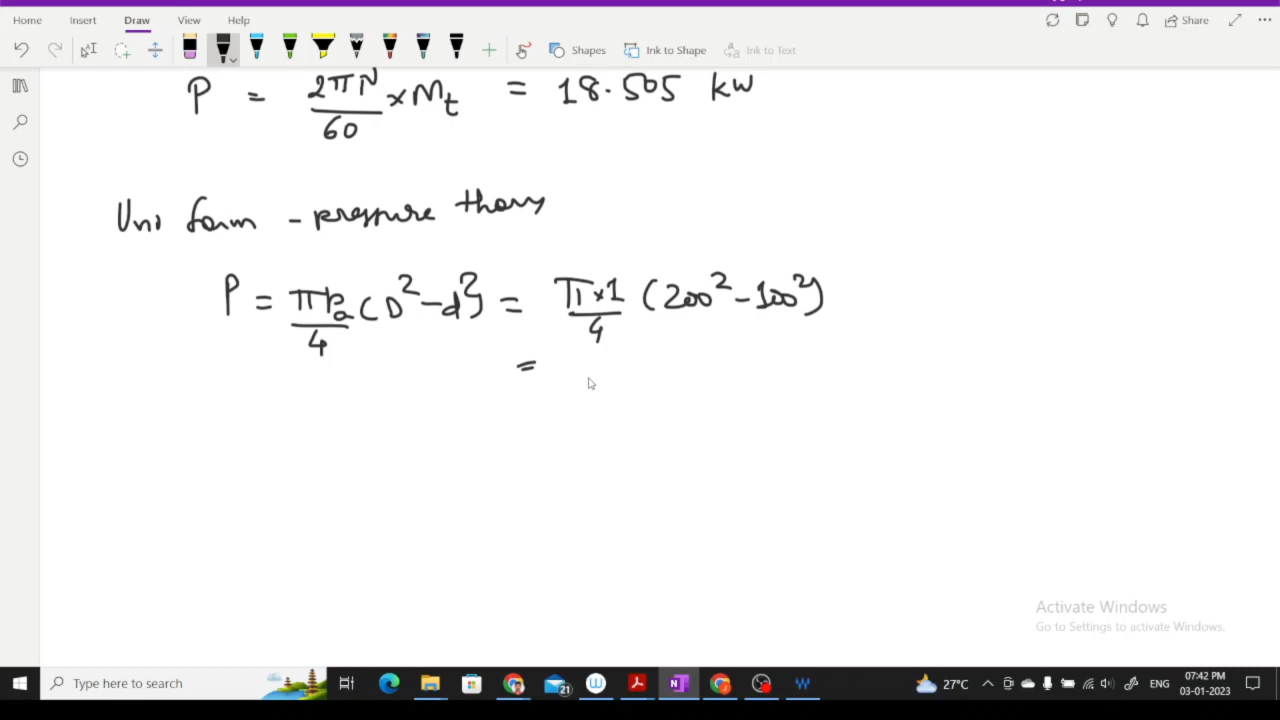 Home Insert Draw View Help Share
Shapes Ink to Shape Ink to Text
P = 2πN/60 × Mt = 18.505 kW
Uniform - pressure theory
P = πPa/4 (D² - d²) = π×1/4 (200² - 100²)
=
Activate Windows
Go to Settings to activate Windows.
Type here to search
21
27°C ENG 07:42 PM
03-01-2023